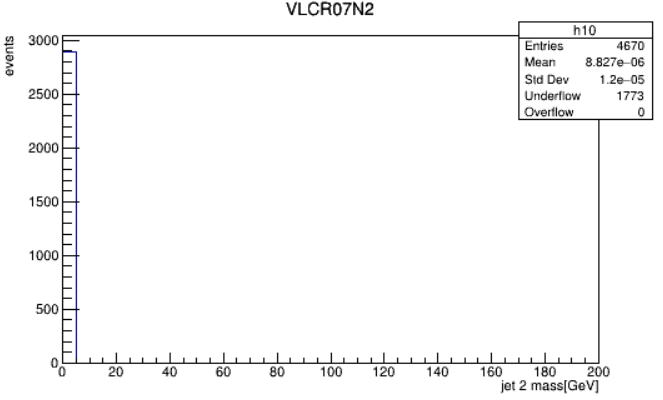 VLCR07N2
h10
Entries 4670
Mean 8.827e−06
Std Dev 1.2e−05
Underflow 1773
Overflow 0
events
3000
2500
2000
1500
1000
500
0
0 20 40 60 80 100 120 140 160 180 200
jet 2 mass[GeV]